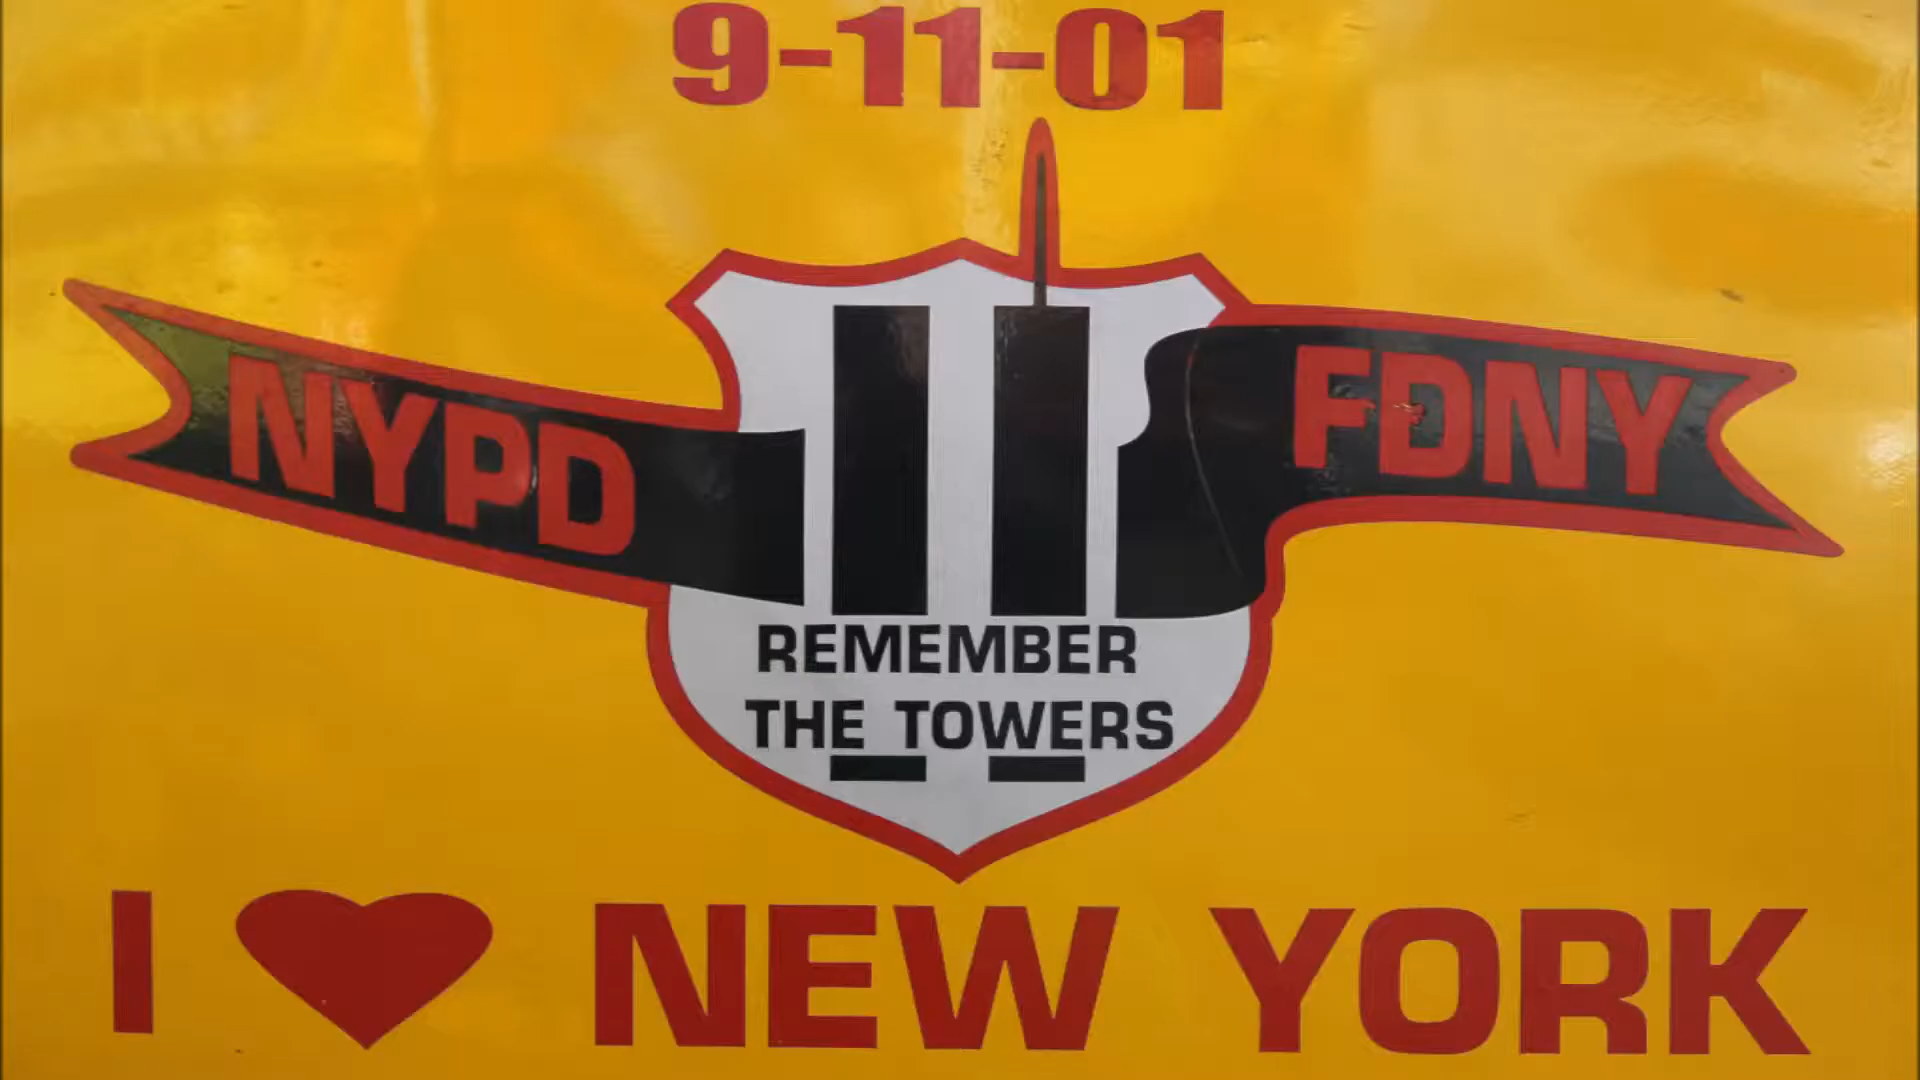 9-11-01
NYPD
FDNY
REMEMBER
THE TOWERS
I ♥ NEW YORK